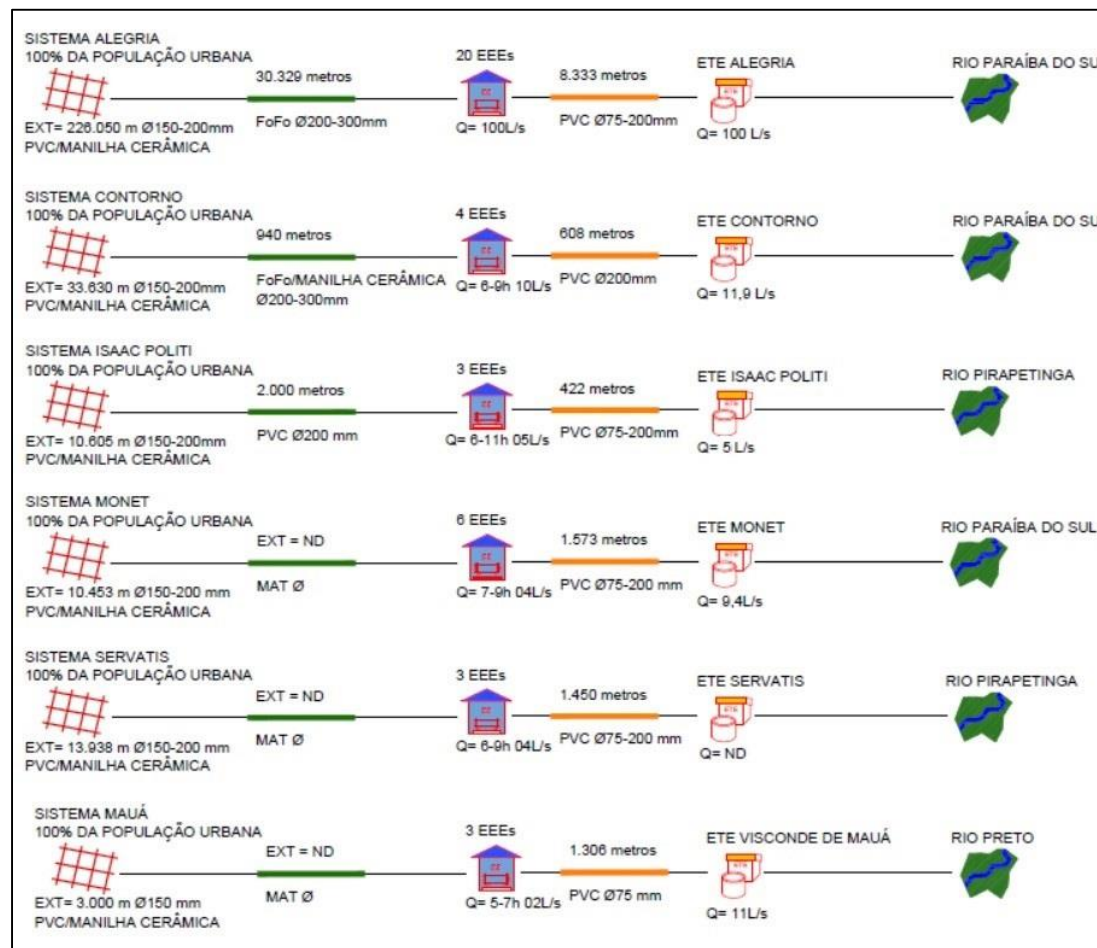 SISTEMA ALEGRIA
100% DA POPULAÇÃO URBANA
EXT= 226.050 m Ø150-200mm
PVC/MANILHA CERÂMICA
30.329 metros
FoFo Ø200-300mm
20 EEEs
Q= 100L/s
8.333 metros
PVC Ø75-200mm
ETE ALEGRIA
Q= 100 L/s
RIO PARAÍBA DO SU
SISTEMA CONTORNO
100% DA POPULAÇÃO URBANA
EXT= 33.630 m Ø150-200mm
PVC/MANILHA CERÂMICA
940 metros
FoFo/MANILHA CERÂMICA
Ø200-300mm
4 EEEs
Q= 6-9h 10L/s
608 metros
PVC Ø200mm
ETE CONTORNO
Q= 11,9 L/s
RIO PARAÍBA DO SU
SISTEMA ISAAC POLITI
100% DA POPULAÇÃO URBANA
EXT= 10.605 m Ø150-200mm
PVC/MANILHA CERÂMICA
2.000 metros
PVC Ø200 mm
3 EEEs
Q= 6-11h 05L/s
422 metros
PVC Ø75-200mm
ETE ISAAC POLITI
Q= 5 L/s
RIO PIRAPETINGA
SISTEMA MONET
100% DA POPULAÇÃO URBANA
EXT= 10.453 m Ø150-200 mm
PVC/MANILHA CERÂMICA
EXT = ND
MAT Ø
6 EEEs
Q= 7-9h 04L/s
1.573 metros
PVC Ø75-200 mm
ETE MONET
Q= 9,4L/s
RIO PARAÍBA DO SUL
SISTEMA SERVATIS
100% DA POPULAÇÃO URBANA
EXT= 13.938 m Ø150-200 mm
PVC/MANILHA CERÂMICA
EXT = ND
MAT Ø
3 EEEs
Q= 6-9h 04L/s
1.450 metros
PVC Ø75-200 mm
ETE SERVATIS
Q= ND
RIO PIRAPETINGA
SISTEMA MAUÁ
100% DA POPULAÇÃO URBANA
EXT= 3.000 m Ø150 mm
PVC/MANILHA CERÂMICA
EXT = ND
MAT Ø
3 EEEs
Q= 5-7h 02L/s
1.306 metros
PVC Ø75 mm
ETE VISCONDE DE MAUÁ
Q= 11L/s
RIO PRETO